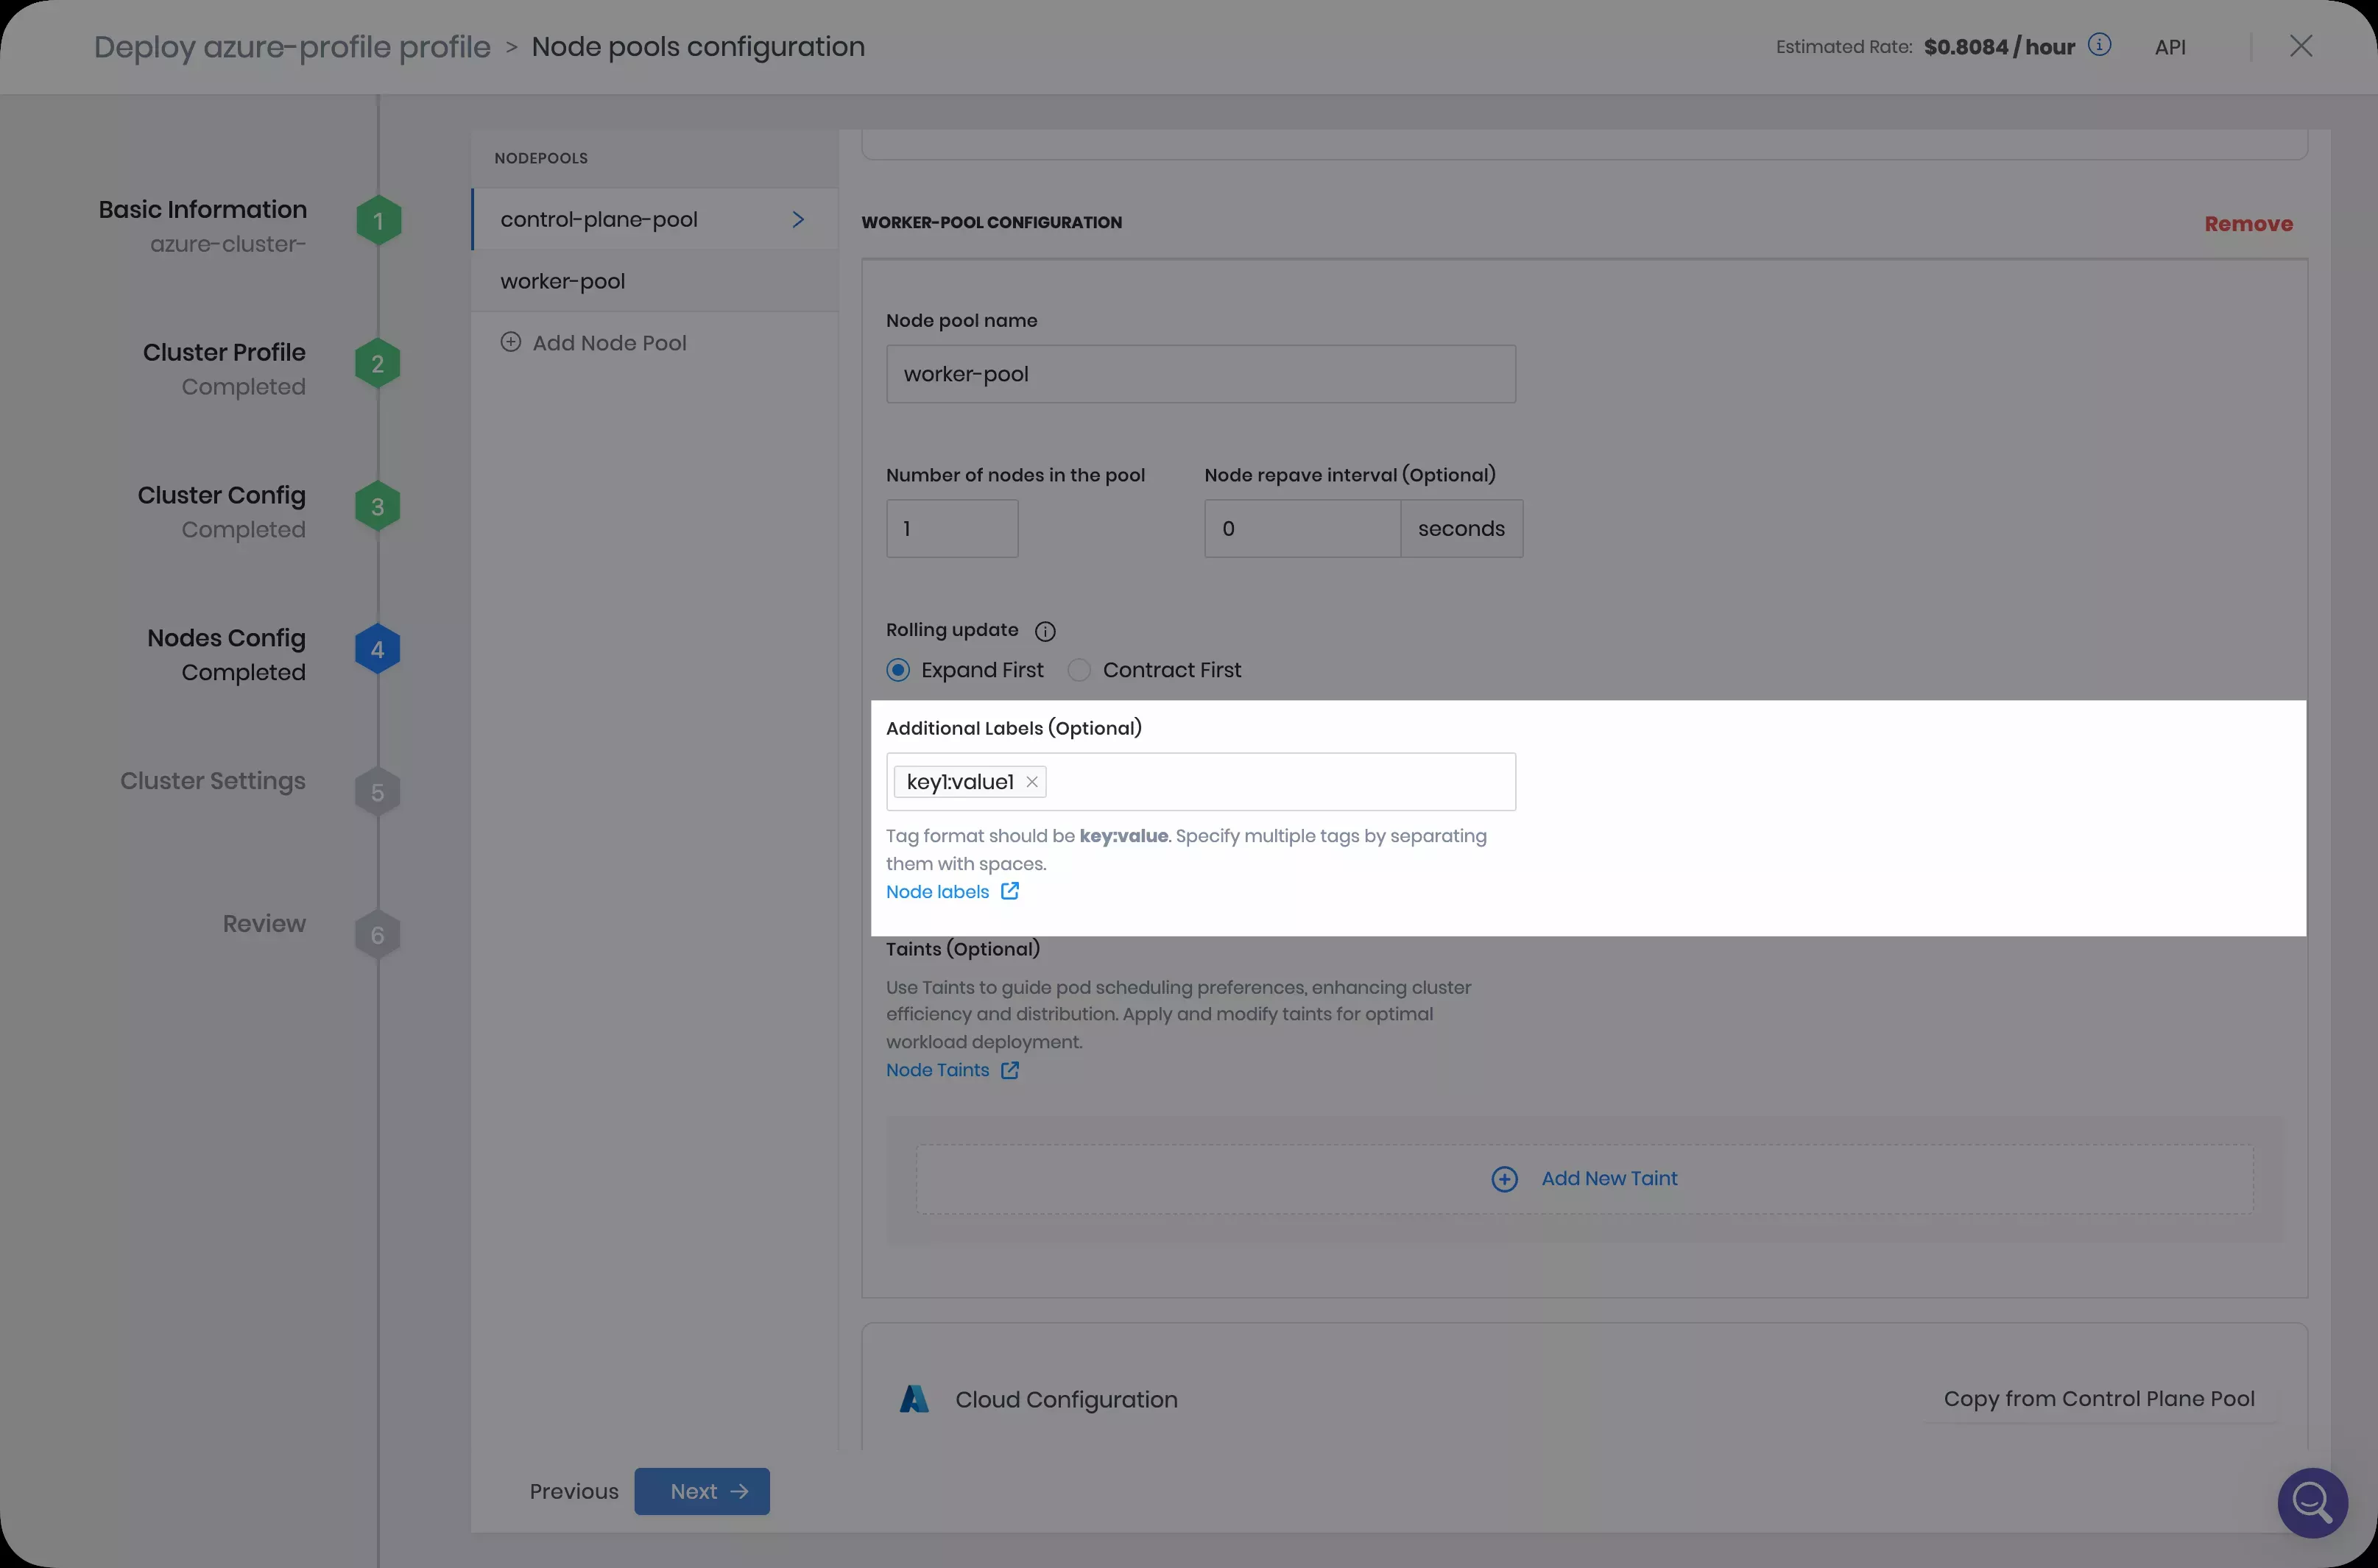 Deploy azure-profile profile > Node pools configuration
Estimated Rate: $0.8084 / hour
API
Basic Information
azure-cluster-
1
Cluster Profile
Completed
2
Cluster Config
Completed
3
Nodes Config
Completed
4
Cluster Settings
5
Review
6
NODEPOOLS
control-plane-pool
worker-pool
Add Node Pool
WORKER-POOL CONFIGURATION
Remove
Node pool name
worker-pool
Number of nodes in the pool
Node repave interval (Optional)
1
0 seconds
Rolling update
Expand First
Contract First
Additional Labels (Optional)
key1:value1
Tag format should be key:value. Specify multiple tags by separating
them with spaces.
Node labels
Taints (Optional)
Use Taints to guide pod scheduling preferences, enhancing cluster
efficiency and distribution. Apply and modify taints for optimal
workload deployment.
Node Taints
Add New Taint
Cloud Configuration
Copy from Control Plane Pool
Previous
Next